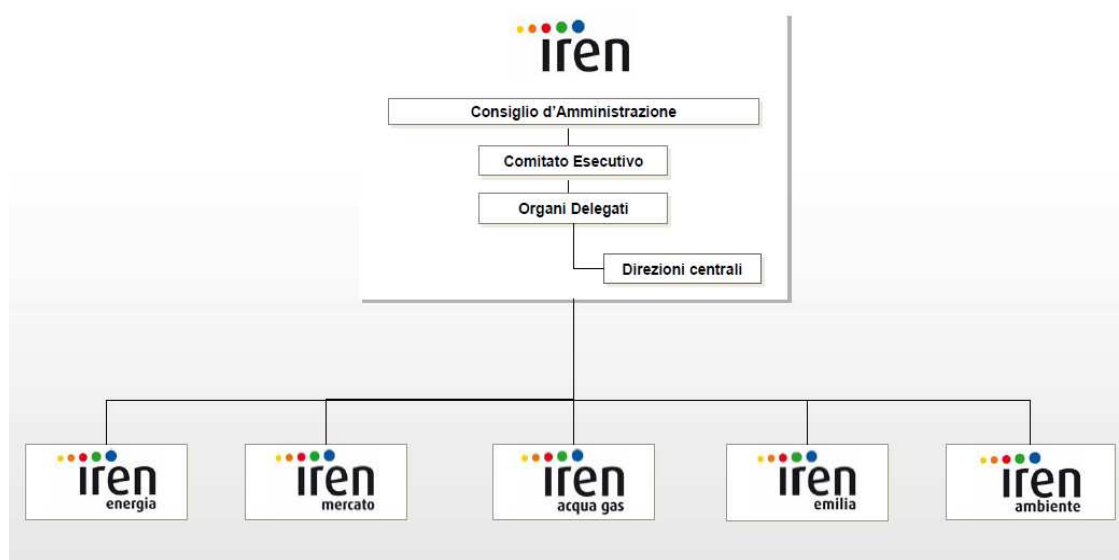 iren
Consiglio d'Amministrazione
Comitato Esecutivo
Organi Delegati
Direzioni centrali
iren
energia
iren
mercato
iren
acqua gas
iren
emilia
iren
ambiente